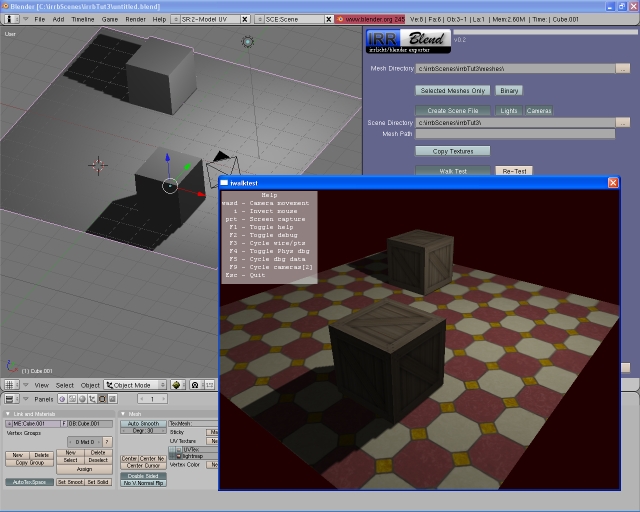 Blender [C:\irrbScenes\irrbTut3\untitled.blend]
File Add Timeline Game Render Help
SR:2-Model UV
SCE:Scene
www.blender.org 245
Ve:8 | Fa:6 | Ob:3-1 | La:1 | Mem:2.60M | Time: | Cube.001
User
IRR Blend
irrlicht/blender exporter
v0.2
Mesh Directory c:\irrbScenes\irrbTut3\meshes\
Selected Meshes Only Binary
Create Scene File Lights Cameras
Scene Directory c:\irrbScenes\irrbTut3\
Mesh Path
Copy Textures
Walk Test Re-Test
iwalktest
Help
wasd - Camera movement
i - Invert mouse
prt - Screen capture
F1 - Toggle help
F2 - Toggle debug
F3 - Cycle wire/pts
F4 - Toggle Phys dbg
F5 - Cycle dbg data
F9 - Cycle cameras[2]
Esc - Quit
(1) Cube.001
View Select Object Object Mode
Panels 1
Link and Materials
ME:Cube.001 F OB:Cube.001
Vertex Groups
0 Mat 0 ?
New Delete New Delete
Copy Group Select Deselect
Assign
AutoTexSpace Set Smoot Set Solid
Mesh
Auto Smooth
Degr: 30
TexMesh:
Sticky
UV Texture
UVTex
lightmap
Center Center Ne
Center Cursor
Vertex Color
Double Sided
No V.Normal Flip